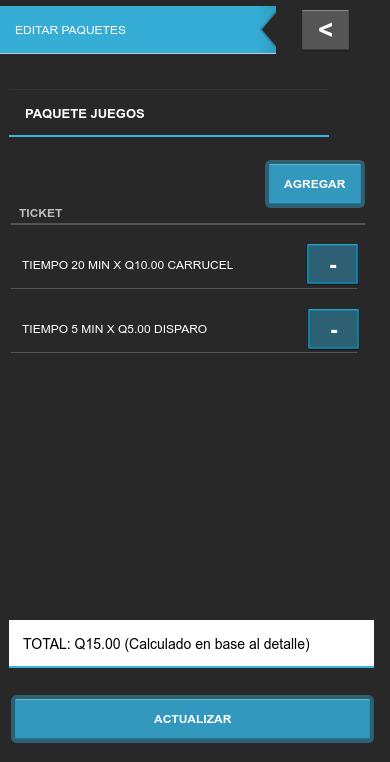 EDITAR PAQUETES
<
PAQUETE JUEGOS
AGREGAR
TICKET
TIEMPO 20 MIN X Q10.00 CARRUCEL
-
TIEMPO 5 MIN X Q5.00 DISPARO
-
TOTAL: Q15.00 (Calculado en base al detalle)
ACTUALIZAR